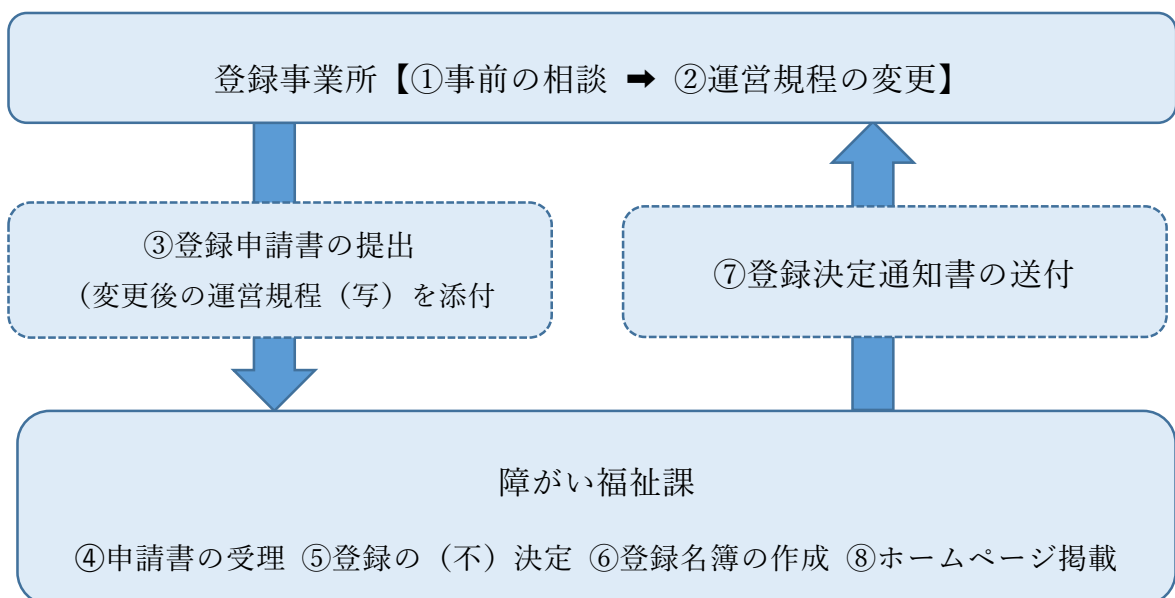 登録事業所【①事前の相談 ➡ ②運営規程の変更】
③登録申請書の提出
（変更後の運営規程（写）を添付
⑦登録決定通知書の送付
障がい福祉課
④申請書の受理 ⑤登録の（不）決定 ⑥登録名簿の作成 ⑧ホームページ掲載